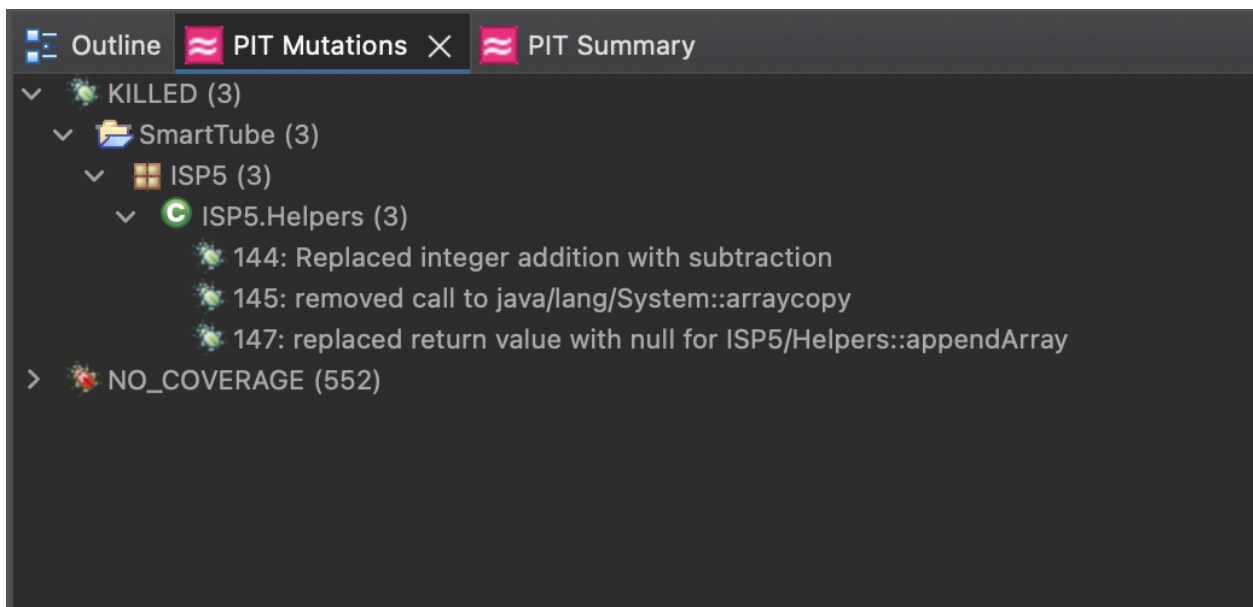 Outline PIT Mutations PIT Summary
KILLED (3)
SmartTube (3)
ISP5 (3)
ISP5.Helpers (3)
144: Replaced integer addition with subtraction
145: removed call to java/lang/System::arraycopy
147: replaced return value with null for ISP5/Helpers::appendArray
NO_COVERAGE (552)